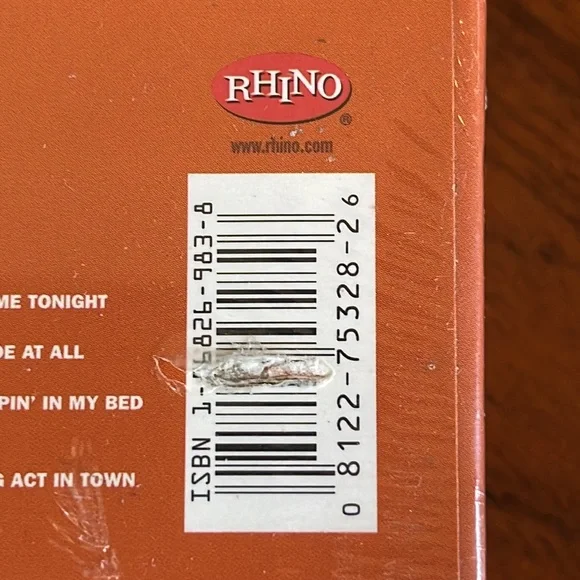 RHINO
®
www.rhino.com
ME TONIGHT
DE AT ALL
PIN' IN MY BED
G ACT IN TOWN
ISBN 1-56826-983-8
0 8122-75328-2 6